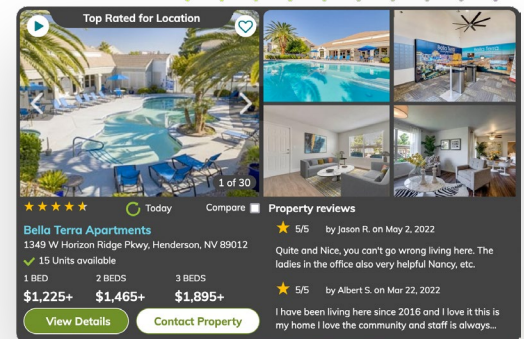 Top Rated for Location
Bella Terra
1 of 30
Today
Compare
Bella Terra Apartments
1349 W Horizon Ridge Pkwy, Henderson, NV 89012
15 Units available
1 BED 2 BEDS 3 BEDS
$1,225+ $1,465+ $1,895+
View Details
Contact Property
Property reviews
5/5 by Jason R. on May 2, 2022
Quite and Nice, you can't go wrong living here. The
ladies in the office also very helpful Nancy, etc.
5/5 by Albert S. on Mar 22, 2022
I have been living here since 2016 and I love it this is
my home I love the community and staff is always...